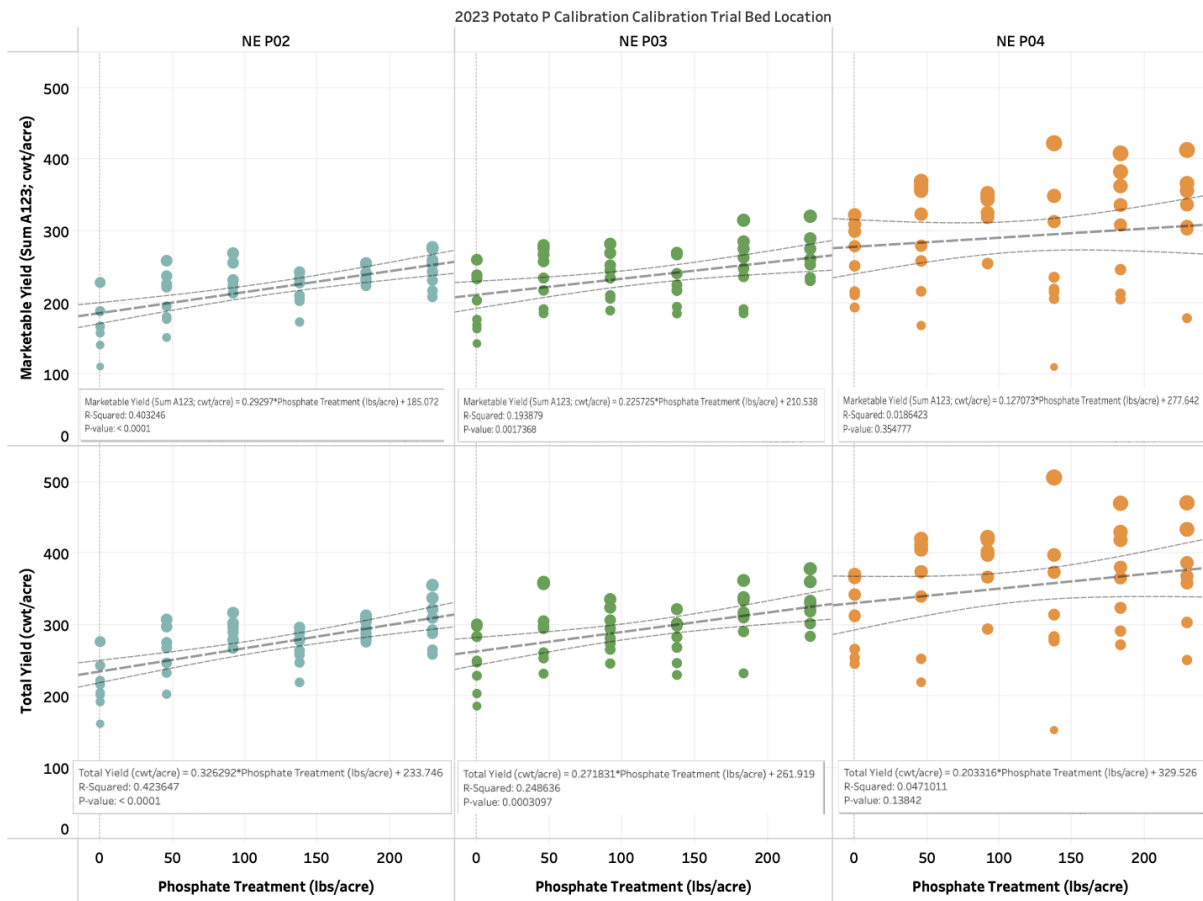 2023 Potato P Calibration Calibration Trial Bed Location
NE P02
NE P03
NE P04
Marketable Yield (Sum A123; cwt/acre)
500
400
300
200
100
0
Marketable Yield (Sum A123; cwt/acre) = 0.29297*Phosphate Treatment (lbs/acre) + 185.072
R-Squared: 0.403246
P-value: < 0.0001
Marketable Yield (Sum A123; cwt/acre) = 0.225725*Phosphate Treatment (lbs/acre) + 210.538
R-Squared: 0.193879
P-value: 0.0017368
Marketable Yield (Sum A123; cwt/acre) = 0.127073*Phosphate Treatment (lbs/acre) + 277.642
R-Squared: 0.0186423
P-value: 0.354777
Total Yield (cwt/acre)
500
400
300
200
100
0
Total Yield (cwt/acre) = 0.326292*Phosphate Treatment (lbs/acre) + 233.746
R-Squared: 0.423647
P-value: < 0.0001
Total Yield (cwt/acre) = 0.271831*Phosphate Treatment (lbs/acre) + 261.919
R-Squared: 0.248636
P-value: 0.0003097
Total Yield (cwt/acre) = 0.203316*Phosphate Treatment (lbs/acre) + 329.526
R-Squared: 0.0471011
P-value: 0.13842
0 50 100 150 200
0 50 100 150 200
0 50 100 150 200
Phosphate Treatment (lbs/acre)
Phosphate Treatment (lbs/acre)
Phosphate Treatment (lbs/acre)